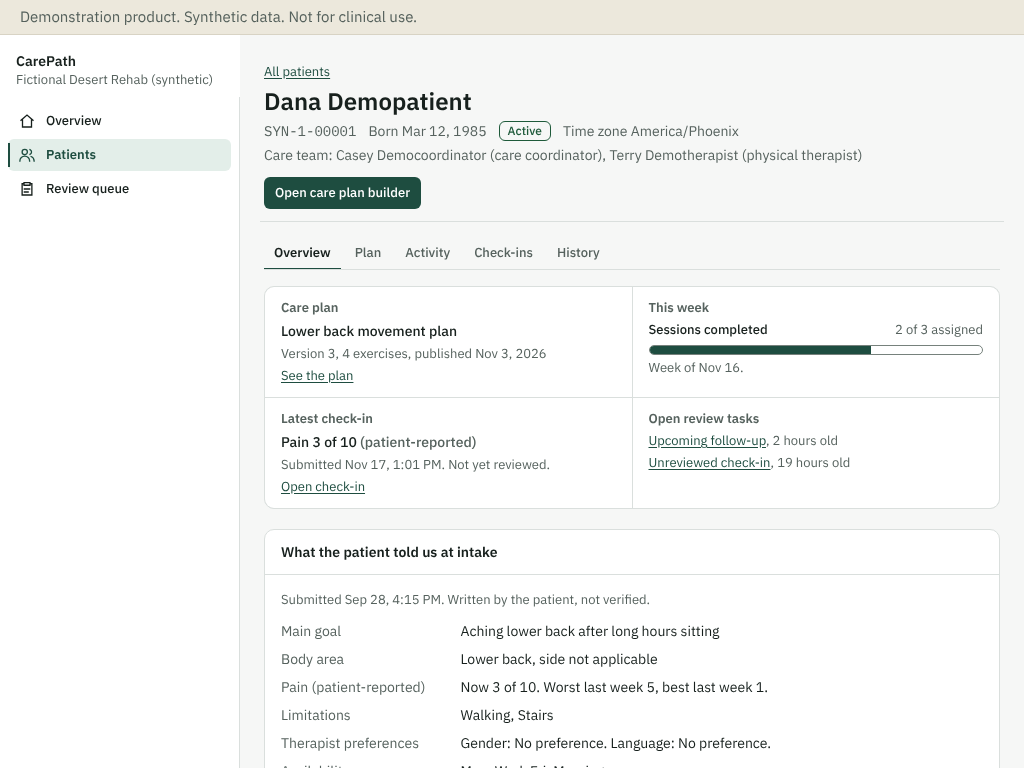 Demonstration product. Synthetic data. Not for clinical use.
CarePath
Fictional Desert Rehab (synthetic)
Overview
Patients
Review queue
All patients
Dana Demopatient
SYN-1-00001 Born Mar 12, 1985 Active Time zone America/Phoenix
Care team: Casey Democoordinator (care coordinator), Terry Demotherapist (physical therapist)
Open care plan builder
Overview Plan Activity Check-ins History
Care plan
Lower back movement plan
Version 3, 4 exercises, published Nov 3, 2026
See the plan
This week
Sessions completed 2 of 3 assigned
Week of Nov 16.
Latest check-in
Pain 3 of 10 (patient-reported)
Submitted Nov 17, 1:01 PM. Not yet reviewed.
Open check-in
Open review tasks
Upcoming follow-up, 2 hours old
Unreviewed check-in, 19 hours old
What the patient told us at intake
Submitted Sep 28, 4:15 PM. Written by the patient, not verified.
Main goal Aching lower back after long hours sitting
Body area Lower back, side not applicable
Pain (patient-reported) Now 3 of 10. Worst last week 5, best last week 1.
Limitations Walking, Stairs
Therapist preferences Gender: No preference. Language: No preference.